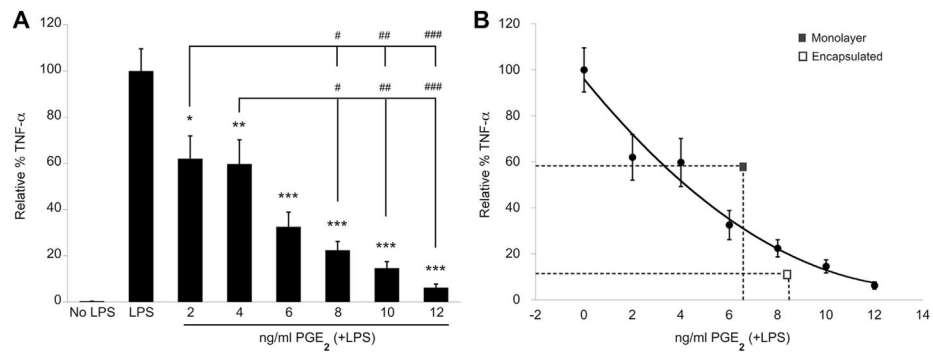 A
120
100
80
60
40
20
0
Relative % TNF-α
# ## ###
# ## ###
* ** *** *** *** ***
No LPS LPS 2 4 6 8 10 12
ng/ml PGE2 (+LPS)
B
120
100
80
60
40
20
0
Relative % TNF-α
Monolayer
Encapsulated
-2 0 2 4 6 8 10 12 14
ng/ml PGE2 (+LPS)